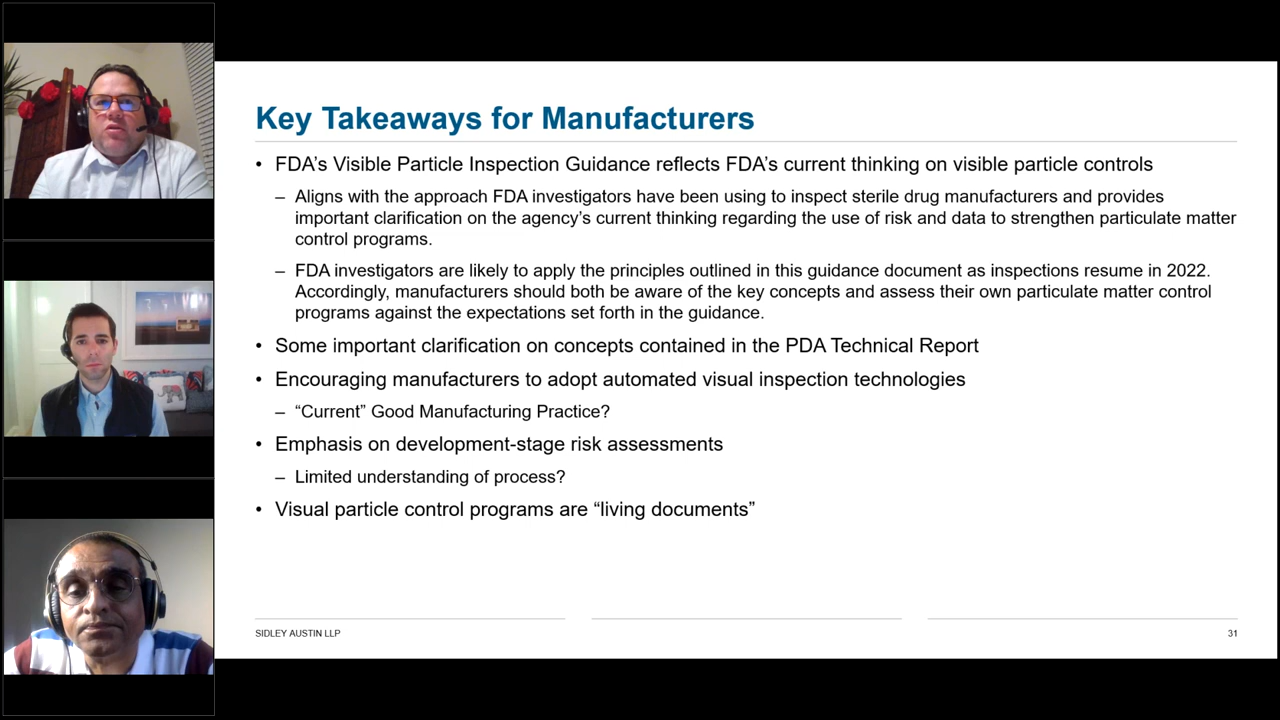 Key Takeaways for Manufacturers
• FDA’s Visible Particle Inspection Guidance reflects FDA’s current thinking on visible particle controls
– Aligns with the approach FDA investigators have been using to inspect sterile drug manufacturers and provides
important clarification on the agency’s current thinking regarding the use of risk and data to strengthen particulate matter
control programs.
– FDA investigators are likely to apply the principles outlined in this guidance document as inspections resume in 2022.
Accordingly, manufacturers should both be aware of the key concepts and assess their own particulate matter control
programs against the expectations set forth in the guidance.
• Some important clarification on concepts contained in the PDA Technical Report
• Encouraging manufacturers to adopt automated visual inspection technologies
– “Current” Good Manufacturing Practice?
• Emphasis on development-stage risk assessments
– Limited understanding of process?
• Visual particle control programs are “living documents”
SIDLEY AUSTIN LLP
31